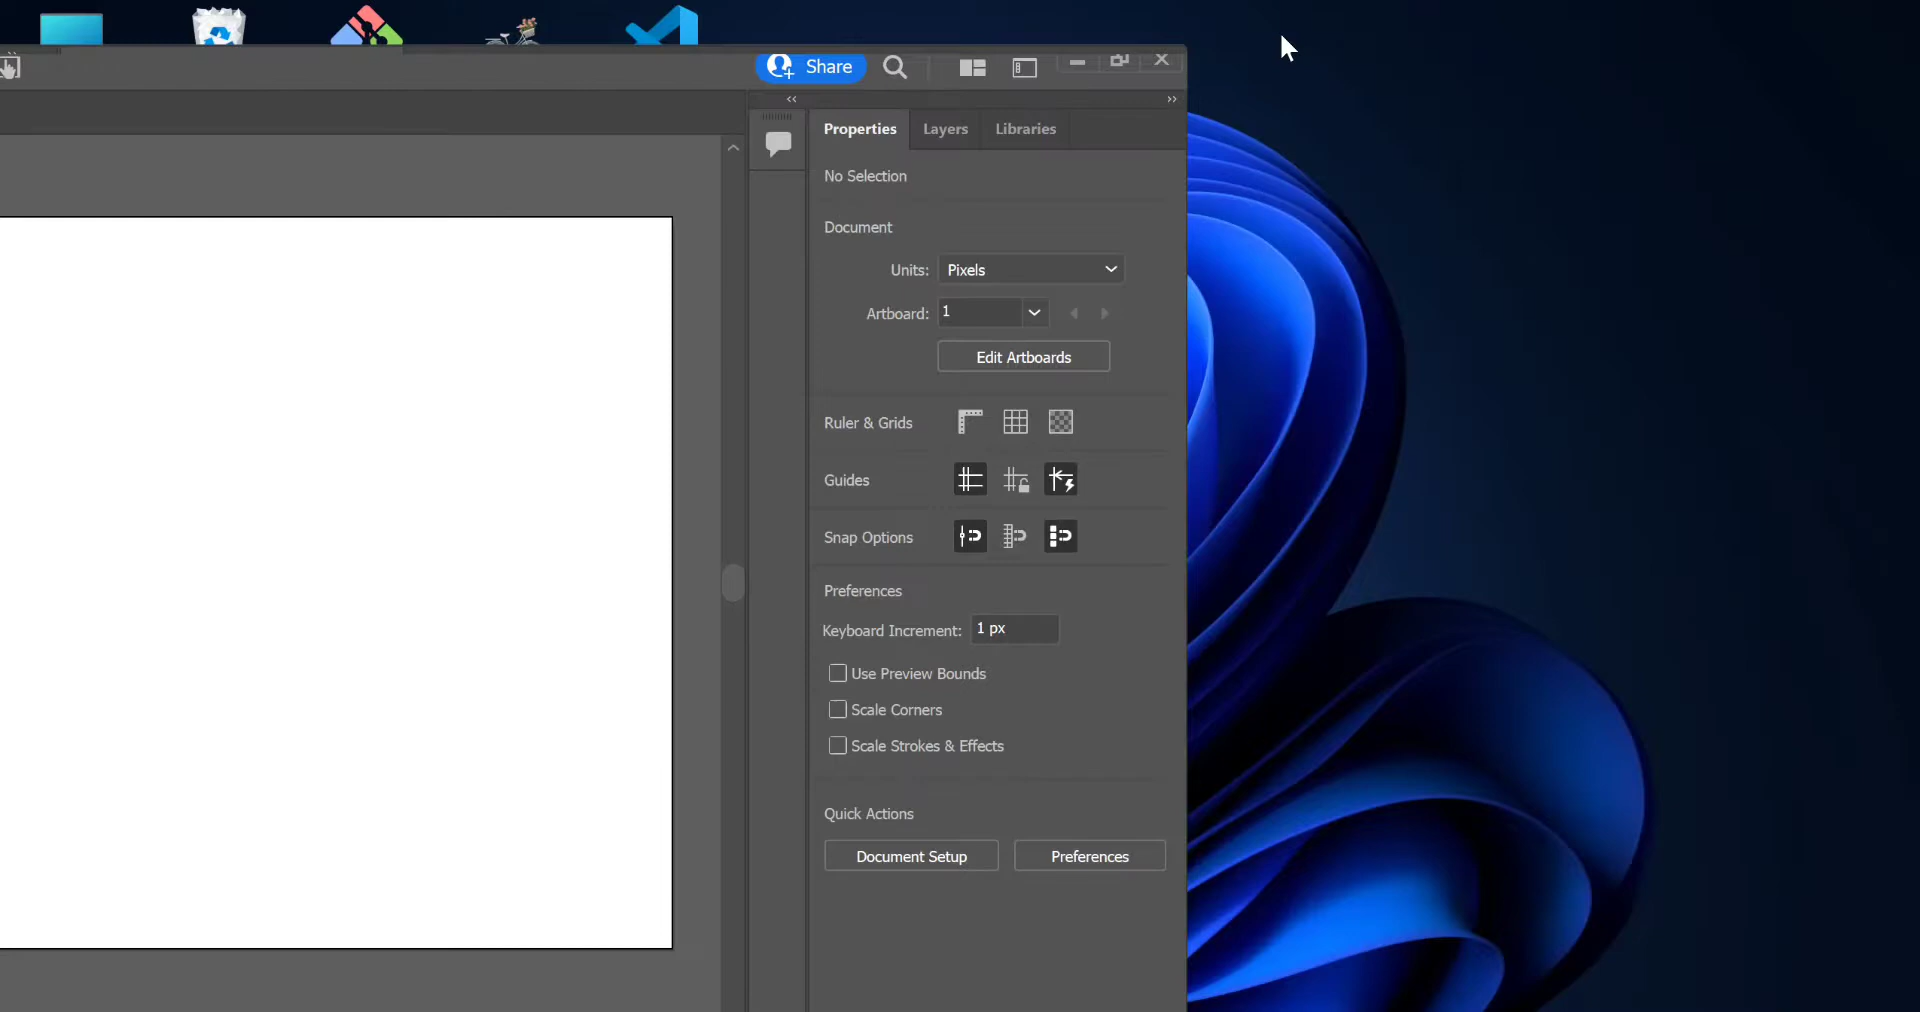 Share
Properties
Layers
Libraries
No Selection
Document
Units:
Pixels
Artboard:
1
Edit Artboards
Ruler & Grids
Guides
Snap Options
Preferences
Keyboard Increment:
1 px
Use Preview Bounds
Scale Corners
Scale Strokes & Effects
Quick Actions
Document Setup
Preferences